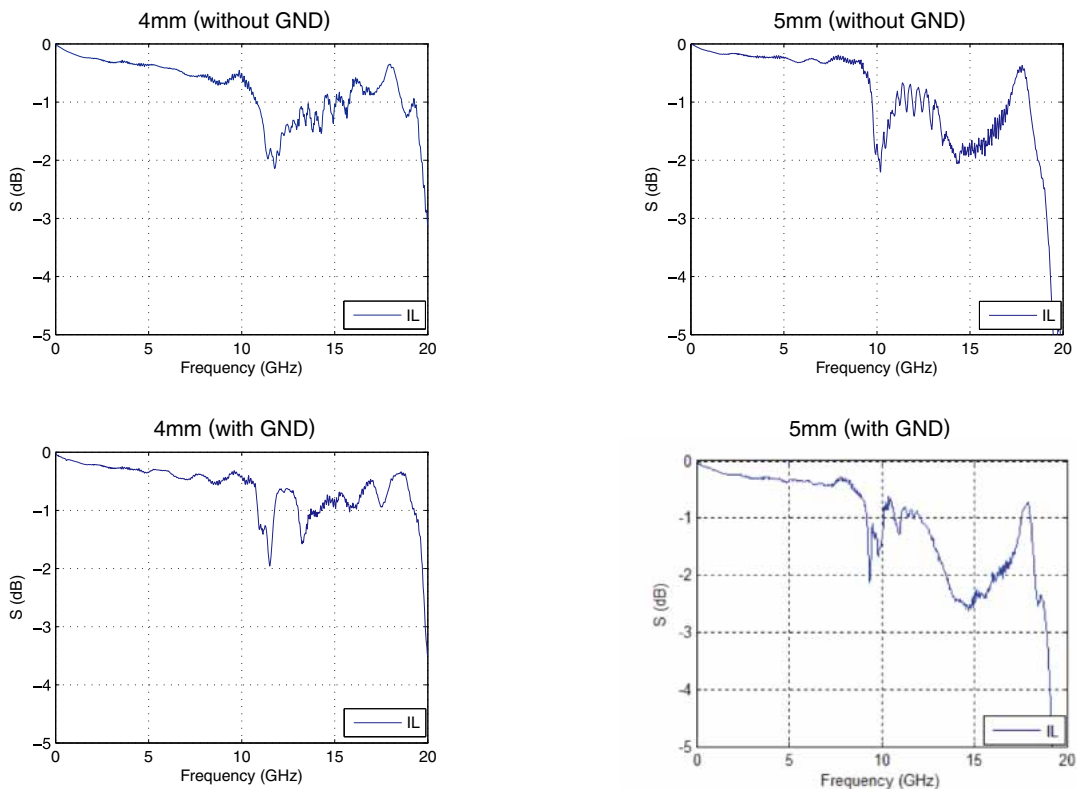 4mm (without GND)
0
−1
−2
−3
−4
−5
S (dB)
0 5 10 15 20
Frequency (GHz)
IL
5mm (without GND)
0
−1
−2
−3
−4
−5
S (dB)
0 5 10 15 20
Frequency (GHz)
IL
4mm (with GND)
0
−1
−2
−3
−4
−5
S (dB)
0 5 10 15 20
Frequency (GHz)
IL
5mm (with GND)
0
-1
-2
-3
-4
-5
S (dB)
0 5 10 15 20
Frequency (GHz)
IL